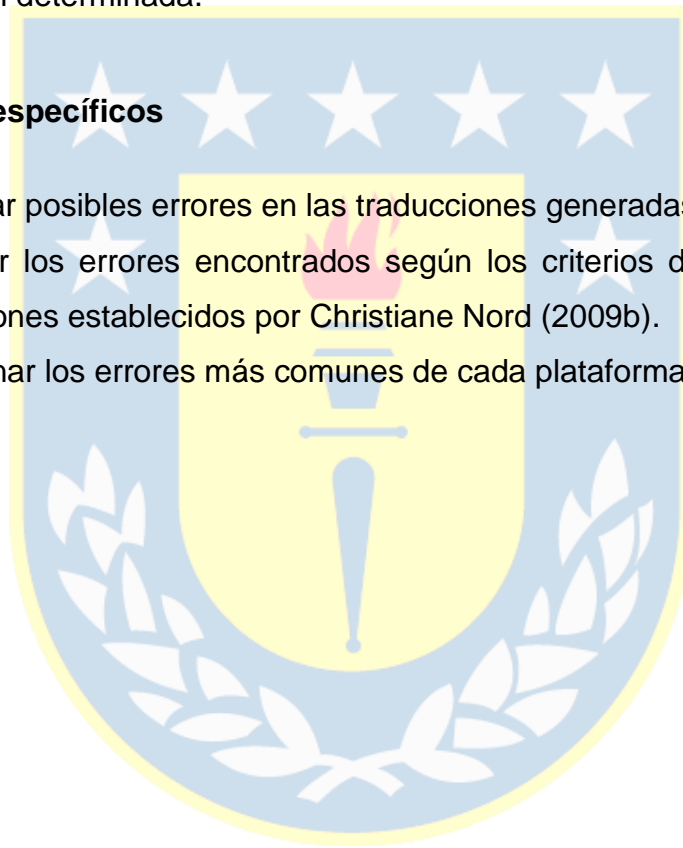 determinada.
específicos
ar posibles errores en las traducciones generadas
r los errores encontrados según los criterios d
ones establecidos por Christiane Nord (2009b).
nar los errores más comunes de cada plataforma